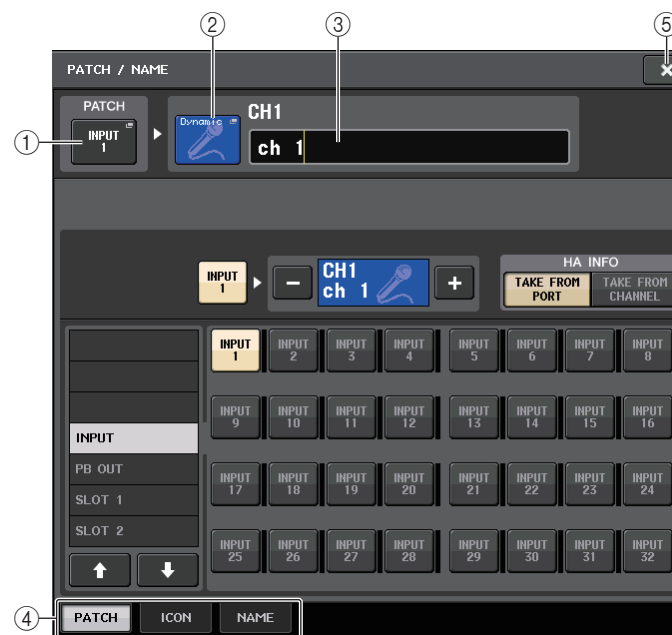 ② ③ ⑤
PATCH / NAME
PATCH
① INPUT 1
Dynamic
CH1
ch 1
INPUT 1
CH1
ch 1
HA INFO
TAKE FROM PORT
TAKE FROM CHANNEL
INPUT
PB OUT
SLOT 1
SLOT 2
INPUT 1 INPUT 2 INPUT 3 INPUT 4 INPUT 5 INPUT 6 INPUT 7 INPUT 8
INPUT 9 INPUT 10 INPUT 11 INPUT 12 INPUT 13 INPUT 14 INPUT 15 INPUT 16
INPUT 17 INPUT 18 INPUT 19 INPUT 20 INPUT 21 INPUT 22 INPUT 23 INPUT 24
INPUT 25 INPUT 26 INPUT 27 INPUT 28 INPUT 29 INPUT 30 INPUT 31 INPUT 32
④ PATCH ICON NAME